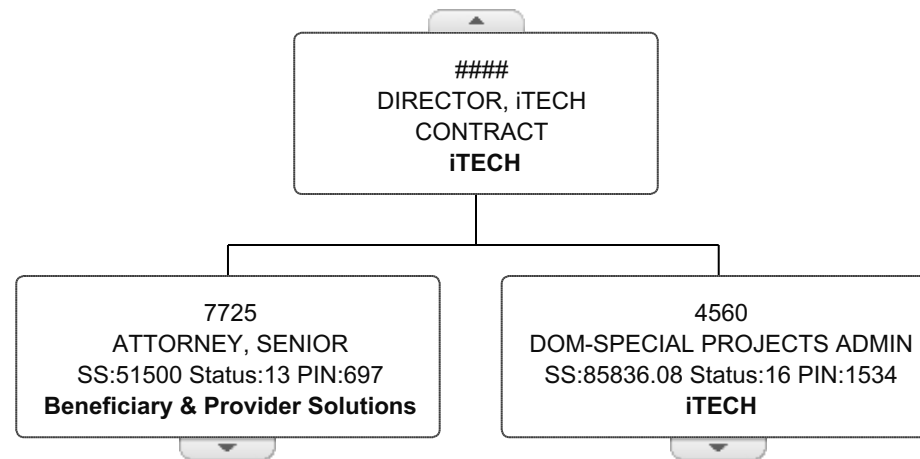 ####
DIRECTOR, iTECH
CONTRACT
iTECH
7725
ATTORNEY, SENIOR
SS:51500 Status:13 PIN:697
Beneficiary & Provider Solutions
4560
DOM-SPECIAL PROJECTS ADMIN
SS:85836.08 Status:16 PIN:1534
iTECH